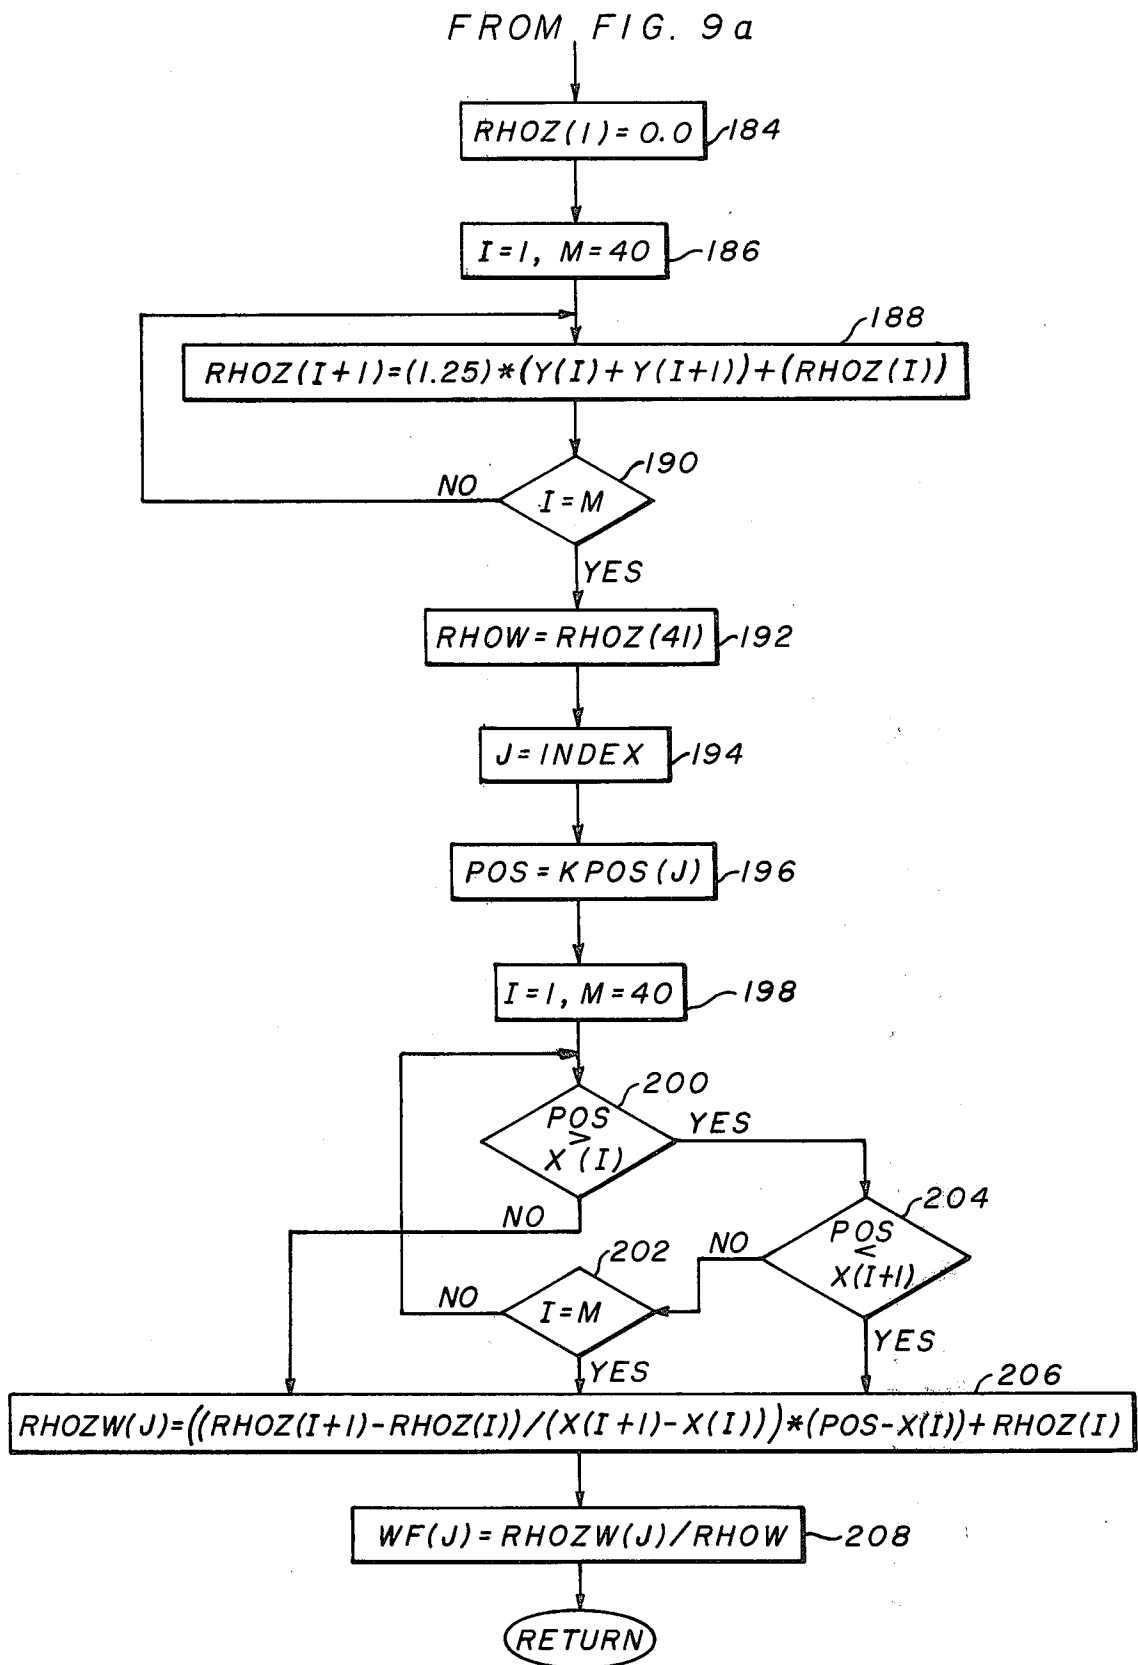 FROM FIG. 9a
RHOZ(1)=0.0
184
I=1, M=40
186
188
RHOZ(I+1)=(1.25)*(Y(I)+Y(I+1))+(RHOZ(I))
190
NO
I=M
YES
RHOW=RHOZ(41)
192
J=INDEX
194
POS=KPOS(J)
196
I=1, M=40
198
200
POS
>
X(I)
YES
204
NO
POS
<
X(I+1)
NO
202
NO
I=M
YES
YES
206
RHOZW(J)=((RHOZ(I+1)-RHOZ(I))/(X(I+1)-X(I)))*(POS-X(I))+RHOZ(I)
WF(J)=RHOZW(J)/RHOW
208
RETURN